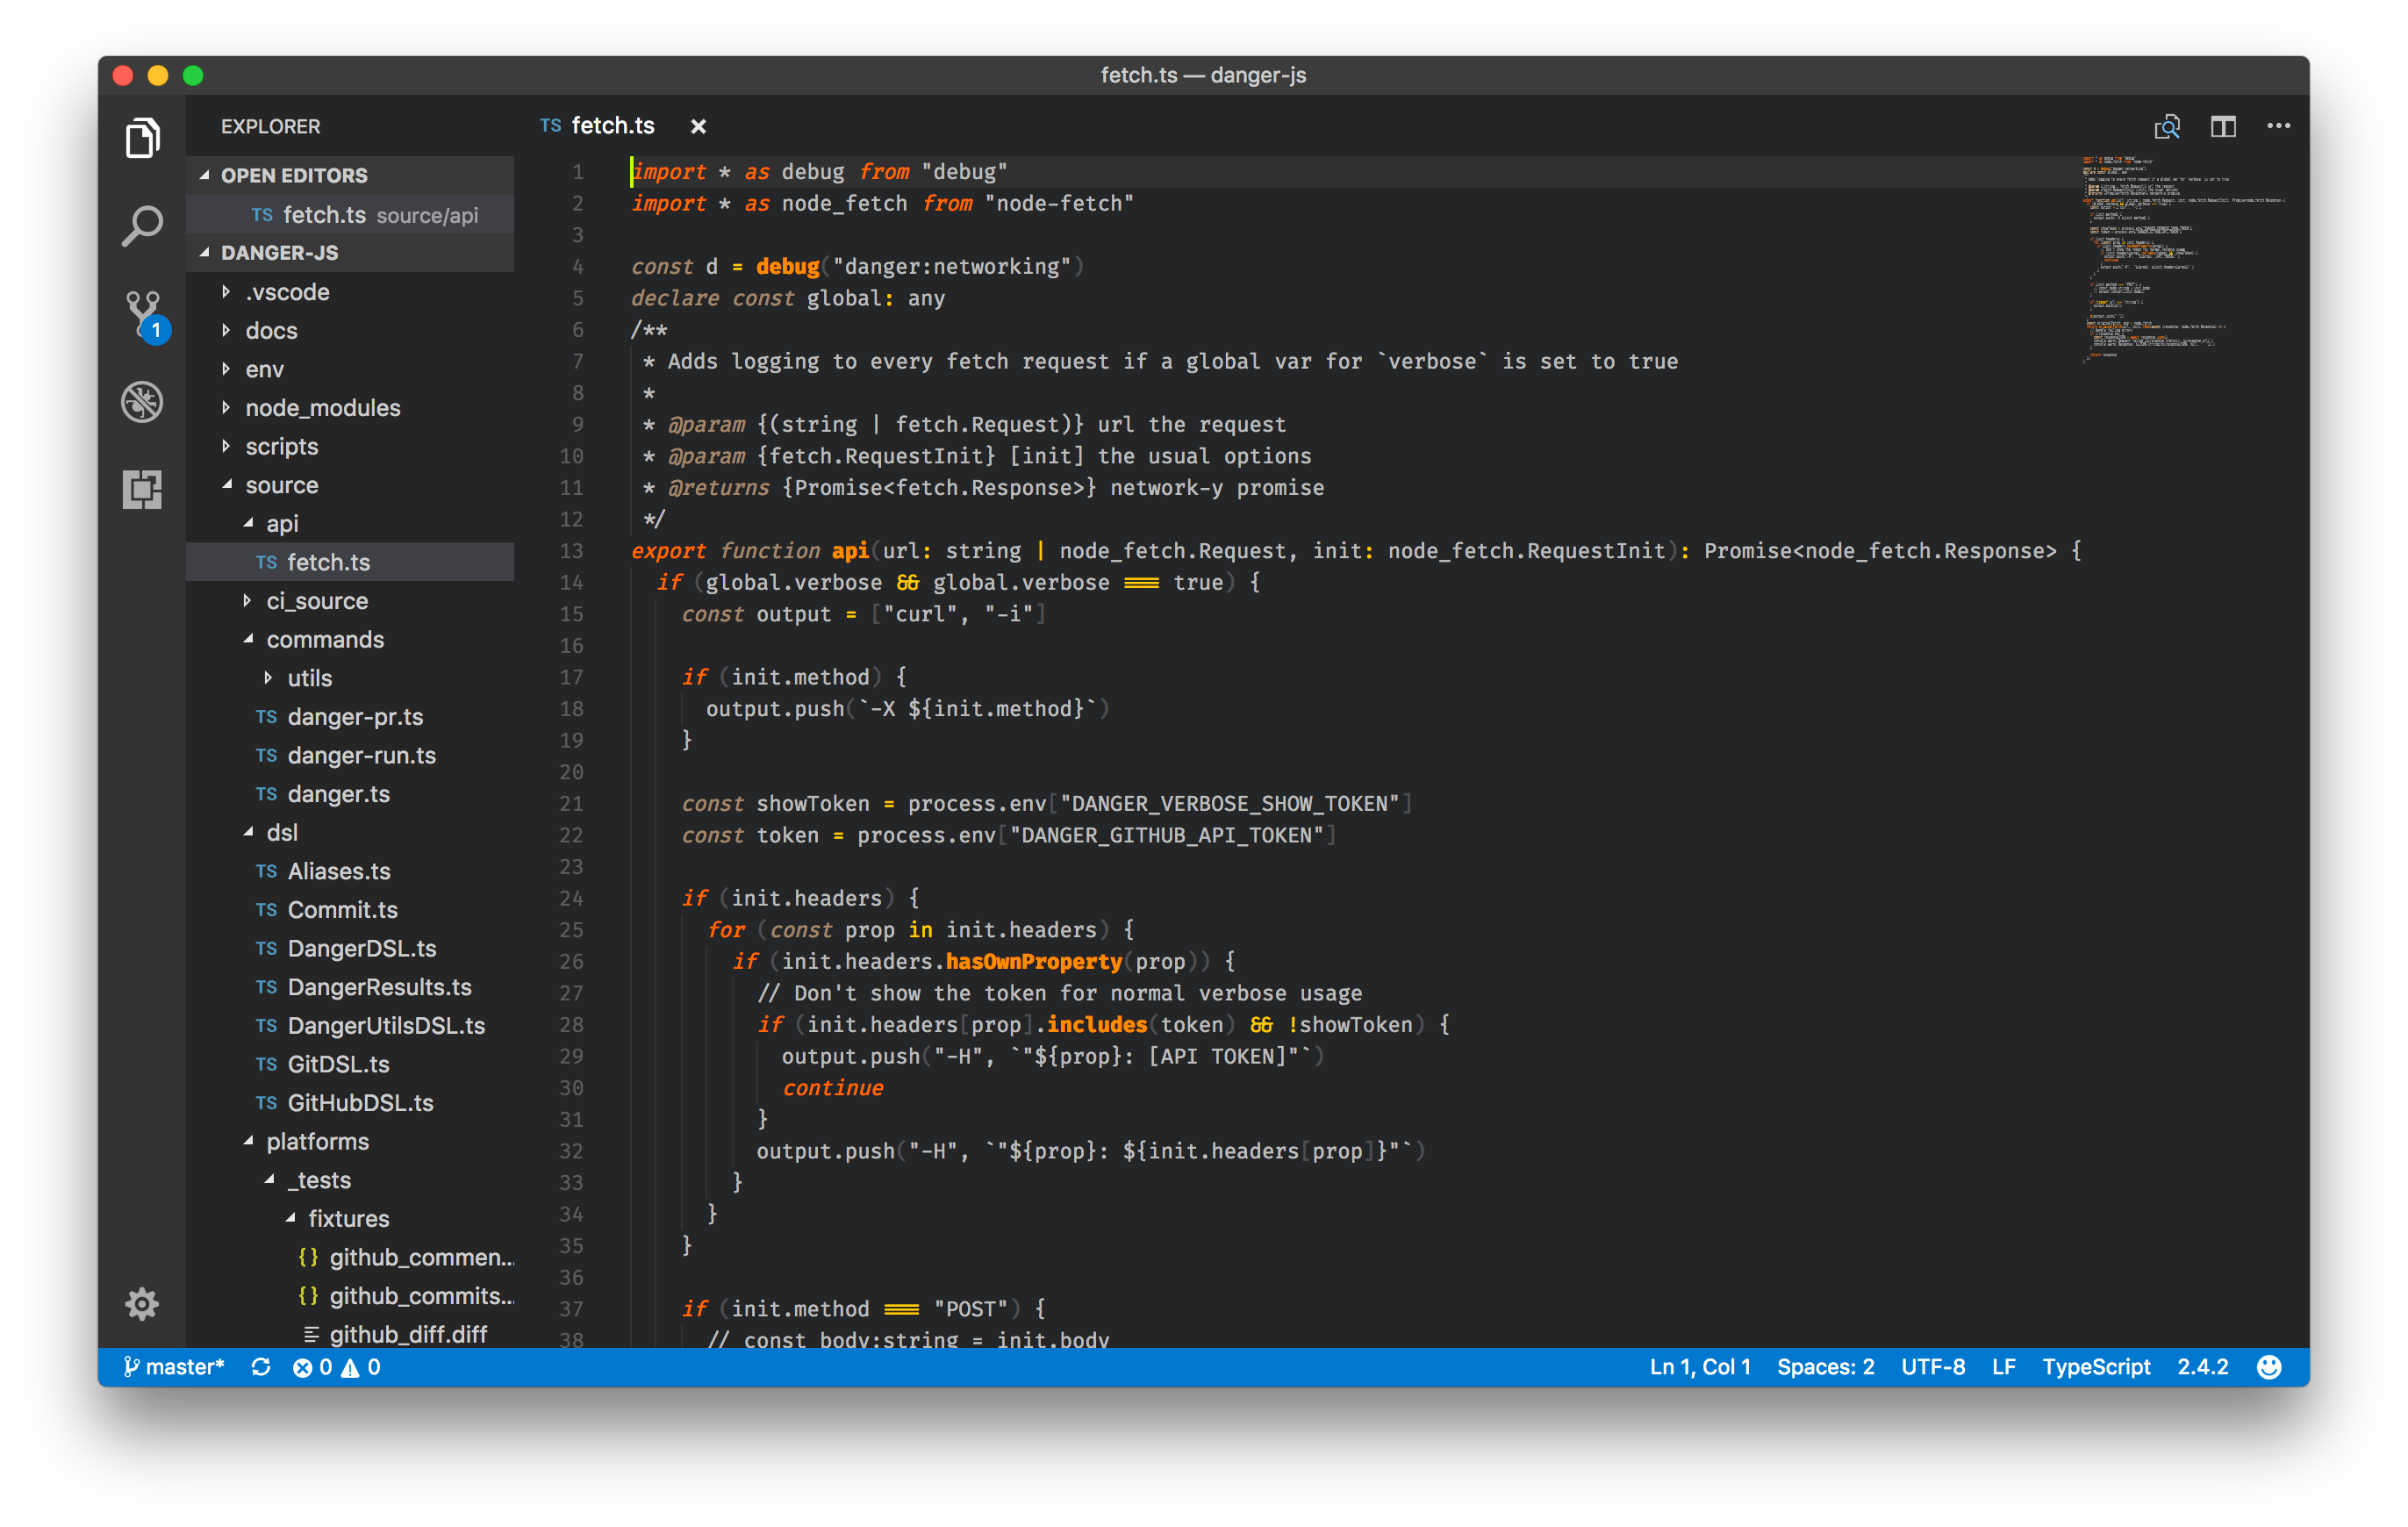 fetch.ts — danger-js
EXPLORER
OPEN EDITORS
TS fetch.ts source/api
DANGER-JS
.vscode
docs
env
node_modules
scripts
source
api
TS fetch.ts
ci_source
commands
utils
TS danger-pr.ts
TS danger-run.ts
TS danger.ts
dsl
TS Aliases.ts
TS Commit.ts
TS DangerDSL.ts
TS DangerResults.ts
TS DangerUtilsDSL.ts
TS GitDSL.ts
TS GitHubDSL.ts
platforms
_tests
fixtures
{} github_commen...
{} github_commits...
github_diff.diff
1
TS fetch.ts ×
1 import * as debug from "debug"
2 import * as node_fetch from "node-fetch"
3
4 const d = debug("danger:networking")
5 declare const global: any
6 /**
7  * Adds logging to every fetch request if a global var for `verbose` is set to true
8  *
9  * @param {(string | fetch.Request)} url the request
10  * @param {fetch.RequestInit} [init] the usual options
11  * @returns {Promise<fetch.Response>} network-y promise
12  */
13 export function api(url: string | node_fetch.Request, init: node_fetch.RequestInit): Promise<node_fetch.Response> {
14   if (global.verbose && global.verbose === true) {
15     const output = ["curl", "-i"]
16
17     if (init.method) {
18       output.push(`-X ${init.method}`)
19     }
20
21     const showToken = process.env["DANGER_VERBOSE_SHOW_TOKEN"]
22     const token = process.env["DANGER_GITHUB_API_TOKEN"]
23
24     if (init.headers) {
25       for (const prop in init.headers) {
26         if (init.headers.hasOwnProperty(prop)) {
27           // Don't show the token for normal verbose usage
28           if (init.headers[prop].includes(token) && !showToken) {
29             output.push("-H", `"${prop}: [API TOKEN]"`)
30             continue
31           }
32           output.push("-H", `"${prop}: ${init.headers[prop]}"`)
33         }
34       }
35     }
36
37     if (init.method === "POST") {
38       // const body:string = init.body
master* 0 0
Ln 1, Col 1 Spaces: 2 UTF-8 LF TypeScript 2.4.2